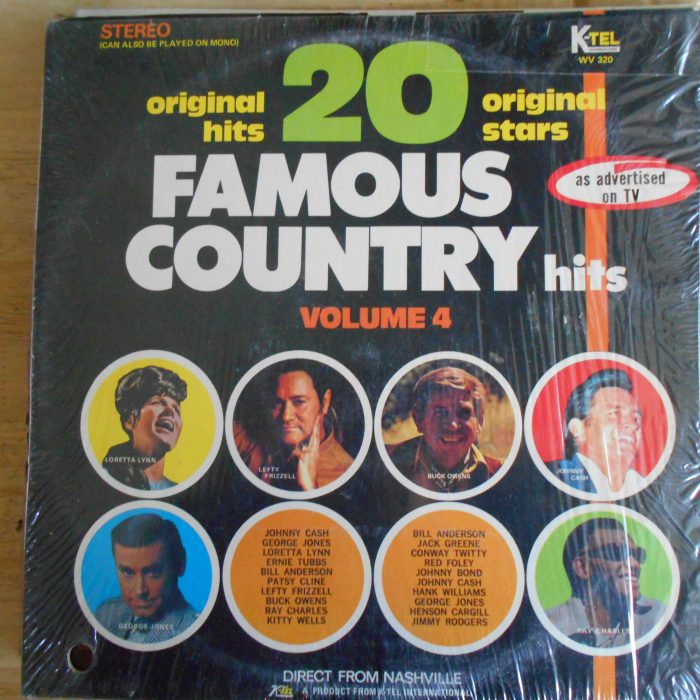 STEREO
(CAN ALSO BE PLAYED ON MONO)
K-TEL
INTERNATIONAL
WV 320
original
hits
20
original
stars
FAMOUS
COUNTRY hits
as advertised
on TV
VOLUME 4
LORETTA LYNN
LEFTY
FRIZZELL
BUCK OWENS
JOHNNY
CASH
GEORGE JONES
JOHNNY CASH
GEORGE JONES
LORETTA LYNN
ERNIE TUBBS
BILL ANDERSON
PATSY CLINE
LEFTY FRIZZELL
BUCK OWENS
RAY CHARLES
KITTY WELLS
BILL ANDERSON
JACK GREENE
CONWAY TWITTY
RED FOLEY
JOHNNY BOND
JOHNNY CASH
HANK WILLIAMS
GEORGE JONES
HENSON CARGILL
JIMMY RODGERS
RAY CHARLES
DIRECT FROM NASHVILLE
K-TEL A PRODUCT FROM K-TEL INTERNATIONAL